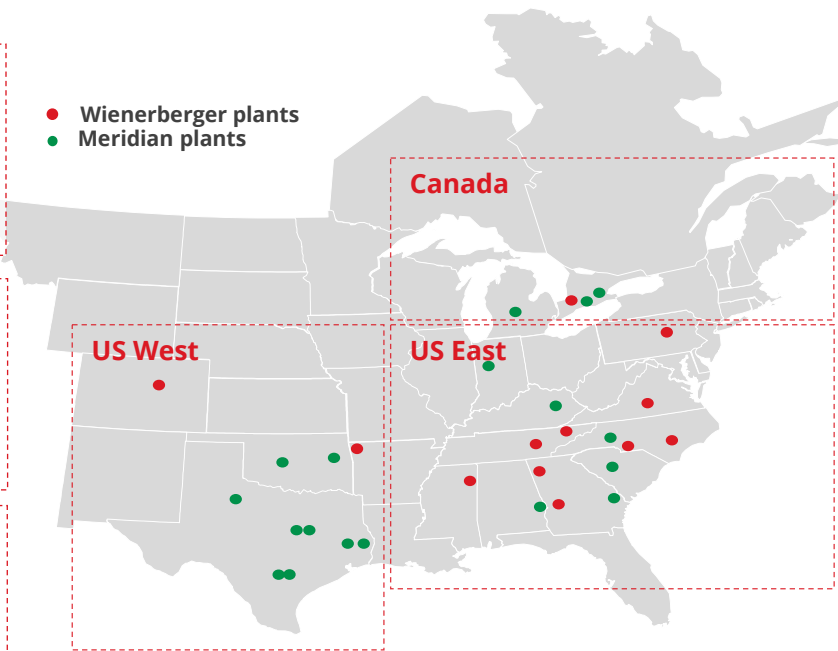 Wienerberger plants
Meridian plants
Canada
US West
US East